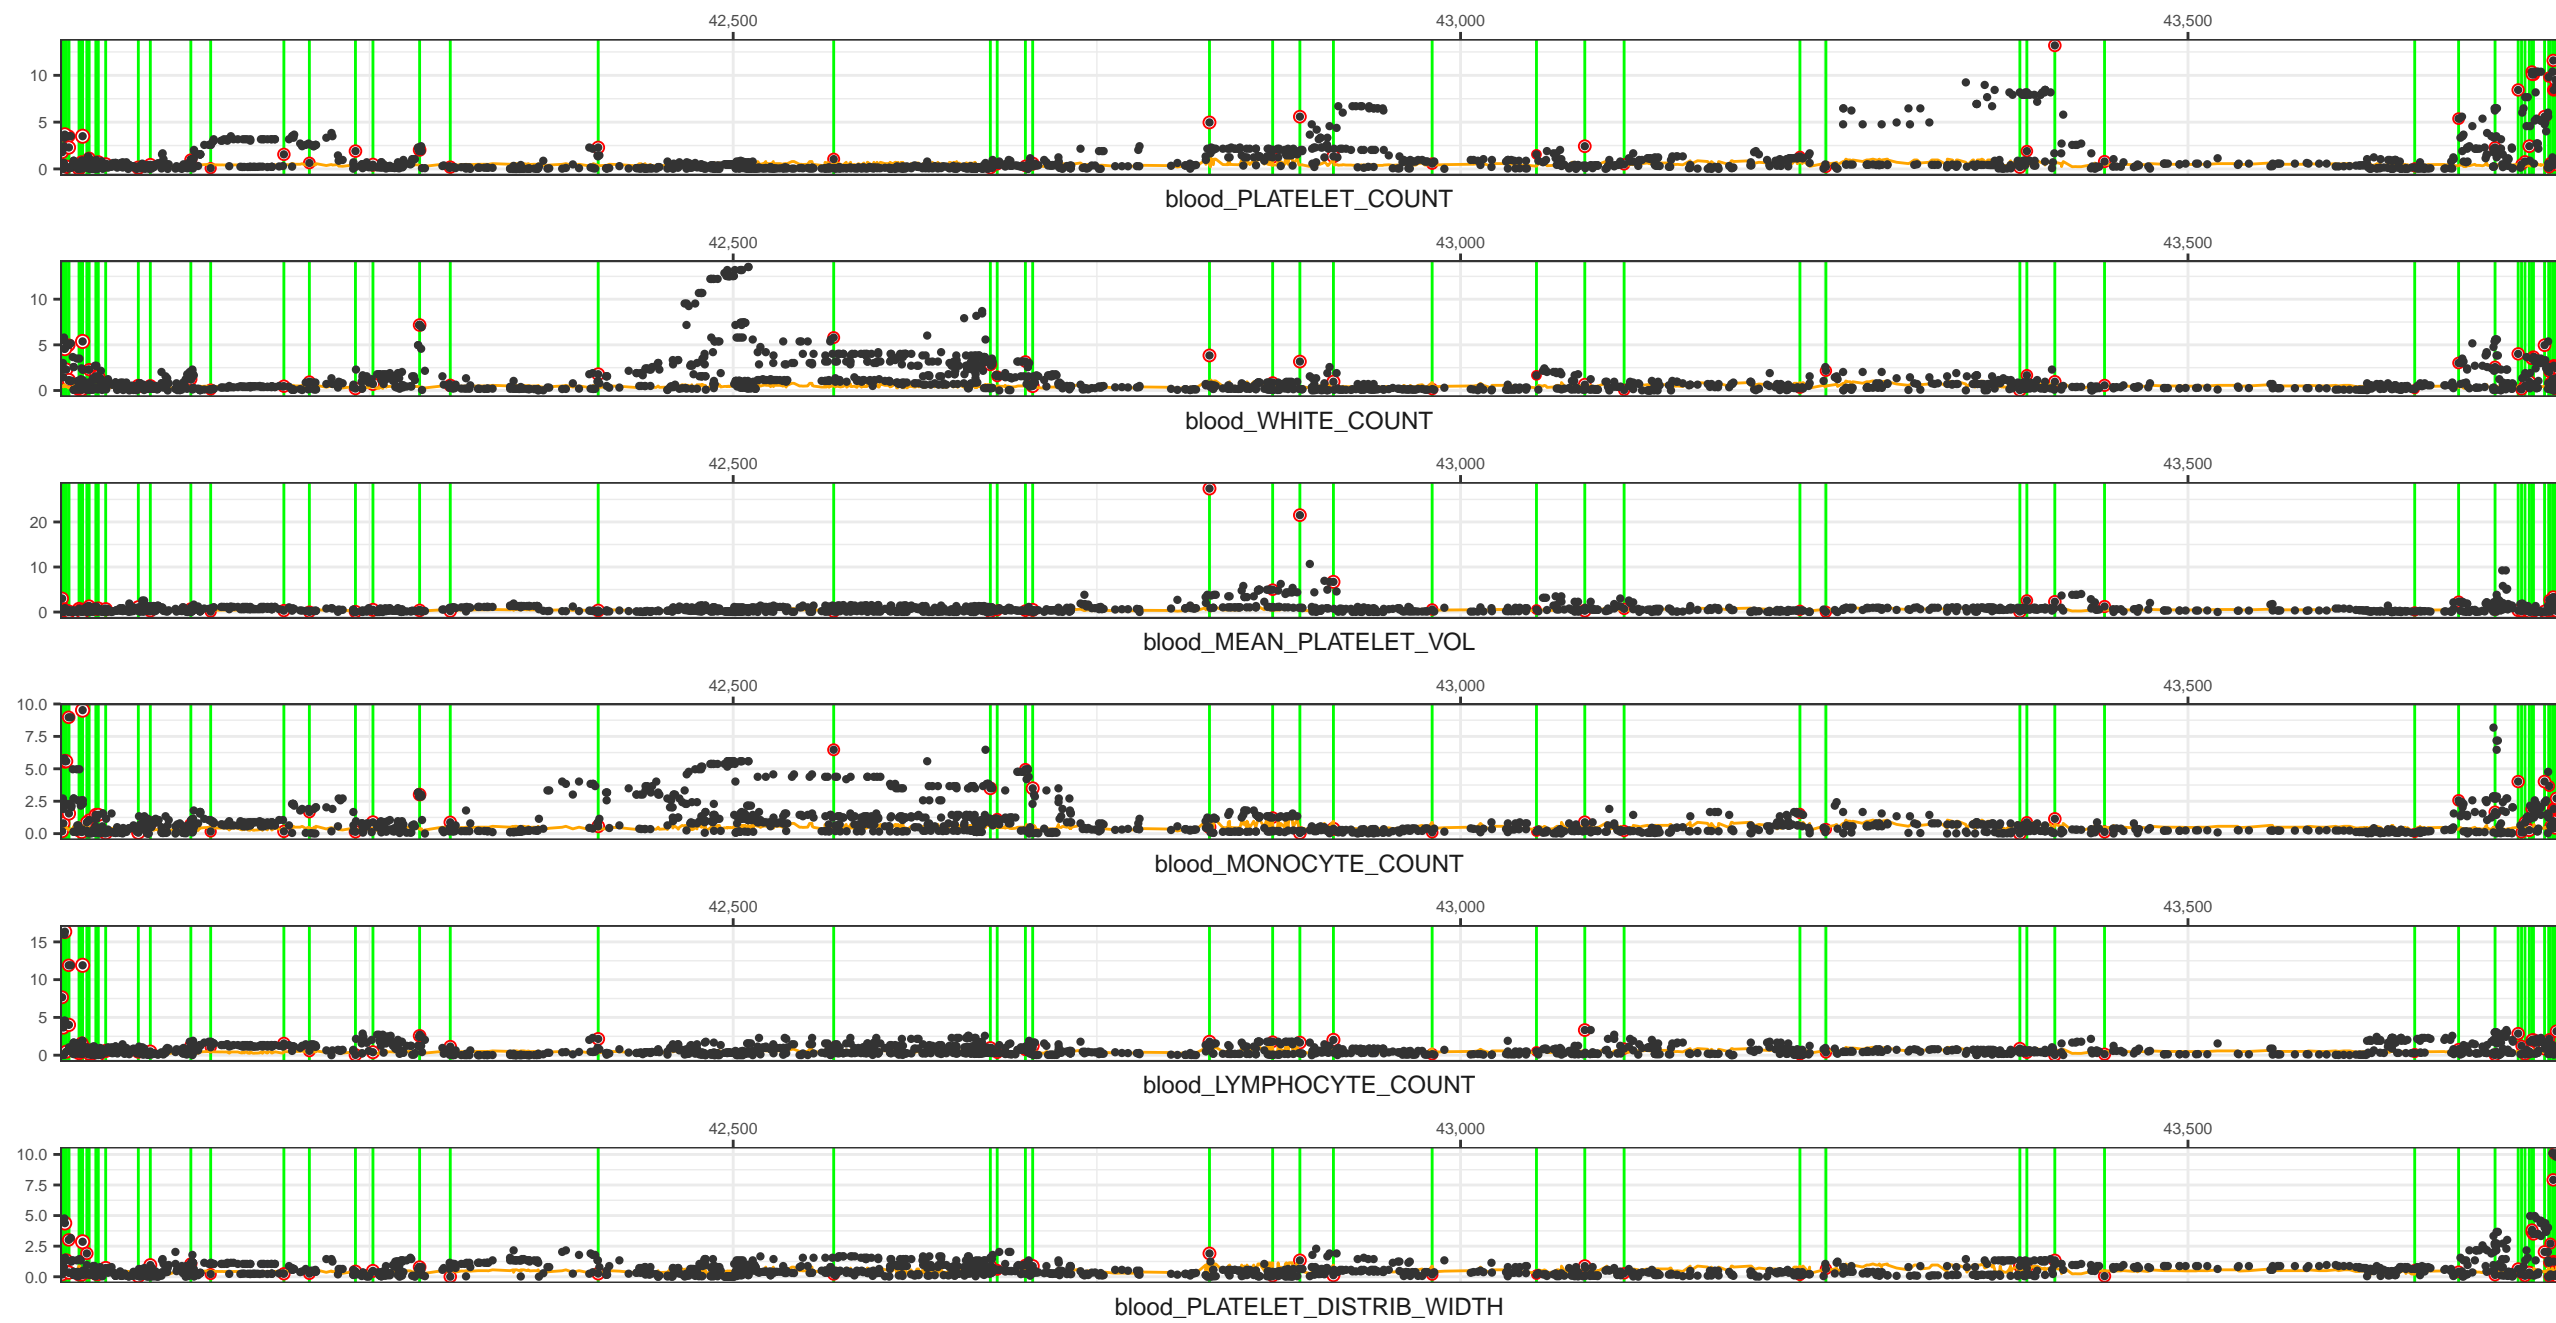 42,500 43,000 43,500
10
5
0
blood_PLATELET_COUNT
42,500 43,000 43,500
10
5
0
blood_WHITE_COUNT
42,500 43,000 43,500
20
10
0
blood_MEAN_PLATELET_VOL
42,500 43,000 43,500
10.0
7.5
5.0
2.5
0.0
blood_MONOCYTE_COUNT
42,500 43,000 43,500
15
10
5
0
blood_LYMPHOCYTE_COUNT
42,500 43,000 43,500
10.0
7.5
5.0
2.5
0.0
blood_PLATELET_DISTRIB_WIDTH